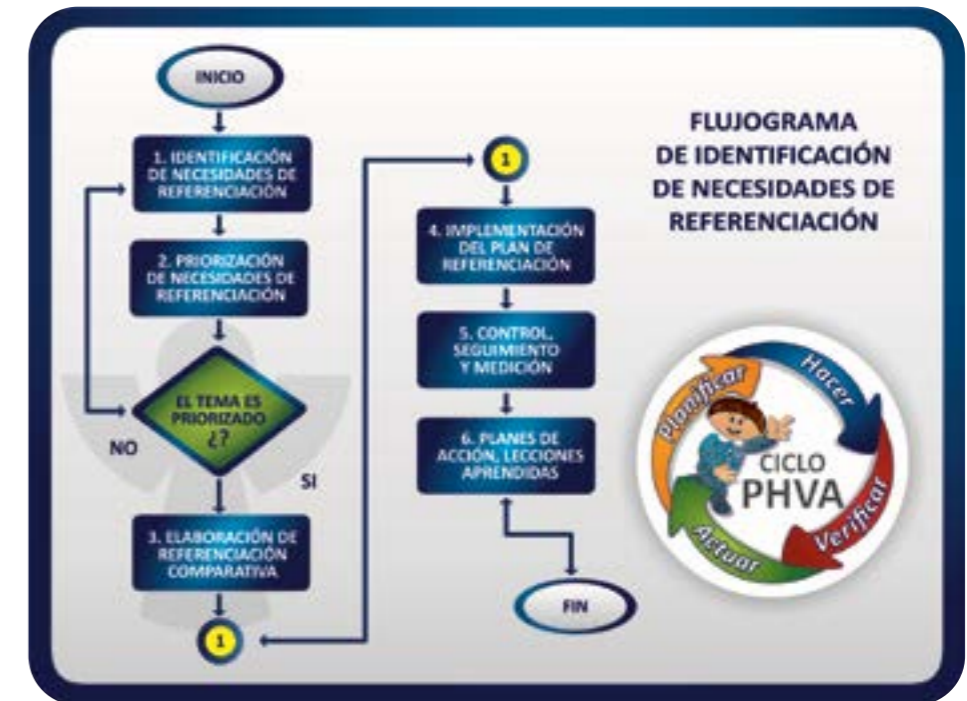 INICIO
1. IDENTIFICACIÓN
DE NECESIDADES DE
REFERENCIACIÓN
2. PRIORIZACIÓN
DE NECESIDADES DE
REFERENCIACIÓN
EL TEMA ES
PRIORIZADO
¿?
NO
SI
3. ELABORACIÓN DE
REFERENCIACIÓN
COMPARATIVA
1
1
4. IMPLEMENTACIÓN
DEL PLAN DE
REFERENCIACIÓN
5. CONTROL,
SEGUIMIENTO
Y MEDICIÓN
6. PLANES DE
ACCIÓN, LECCIONES
APRENDIDAS
FIN
FLUJOGRAMA
DE IDENTIFICACIÓN
DE NECESIDADES DE
REFERENCIACIÓN
Planificar
Hacer
Verificar
Actuar
CICLO
PHVA